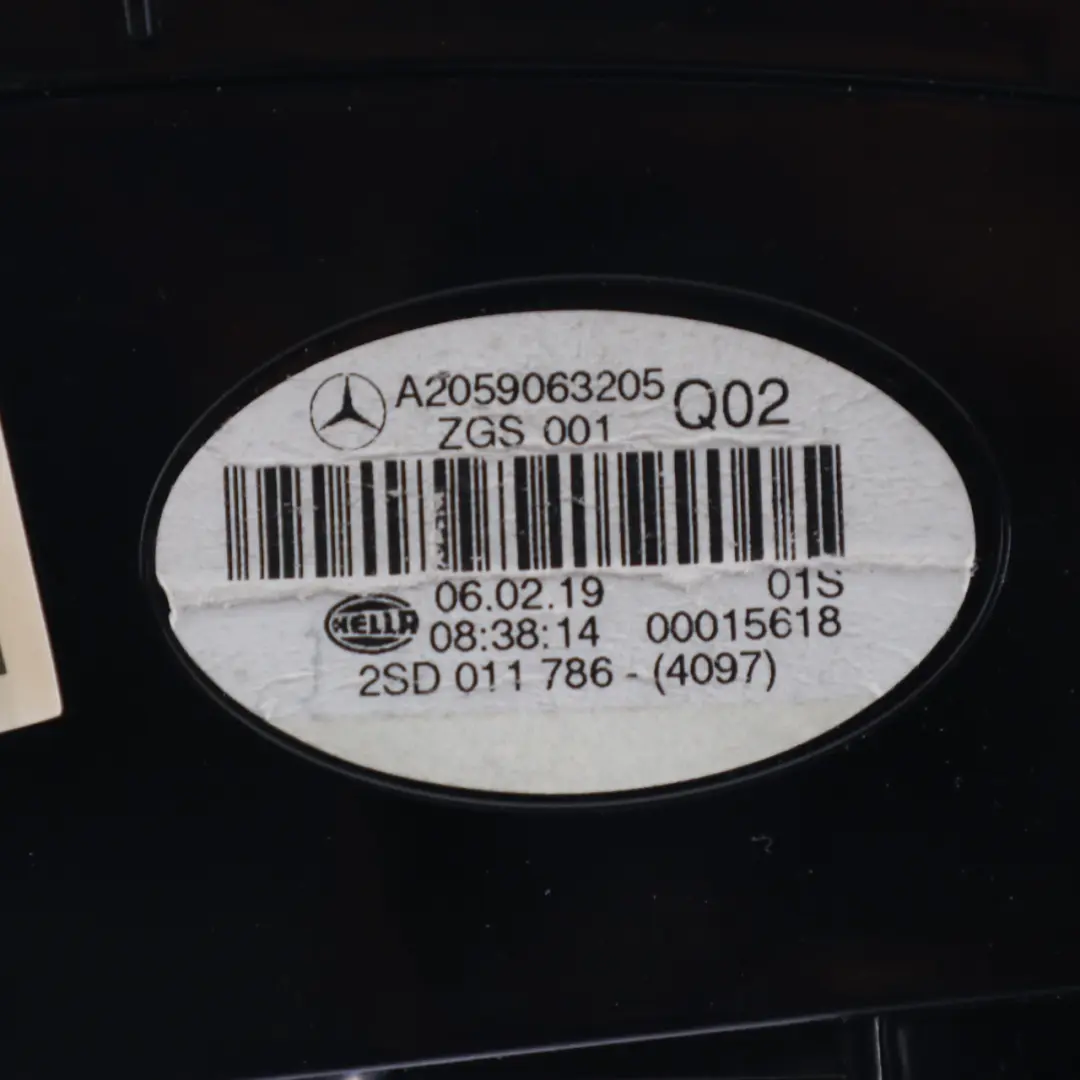 A2059063205 Q02
ZGS 001
06.02.19 01S
HELLA 08:38:14 00015618
2SD 011 786 - (4097)